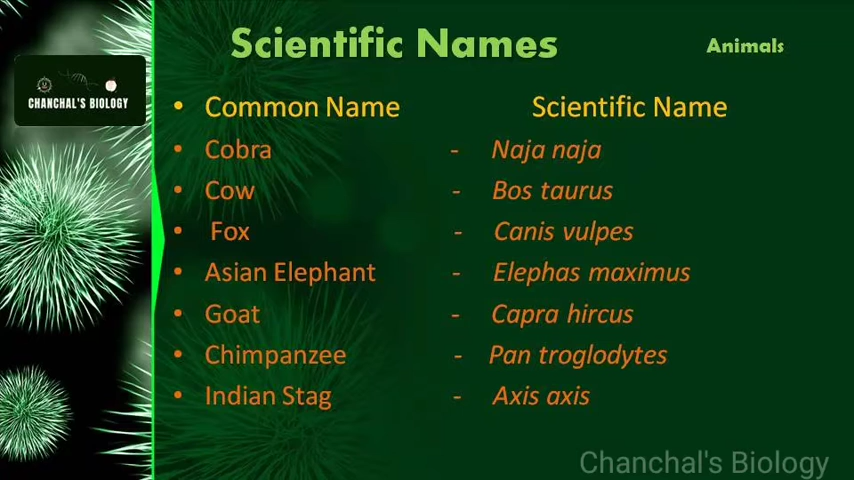 Scientific Names
Animals
CHANCHAL'S BIOLOGY
• Common Name Scientific Name
• Cobra - Naja naja
• Cow - Bos taurus
• Fox - Canis vulpes
• Asian Elephant - Elephas maximus
• Goat - Capra hircus
• Chimpanzee - Pan troglodytes
• Indian Stag - Axis axis
Chanchal's Biology